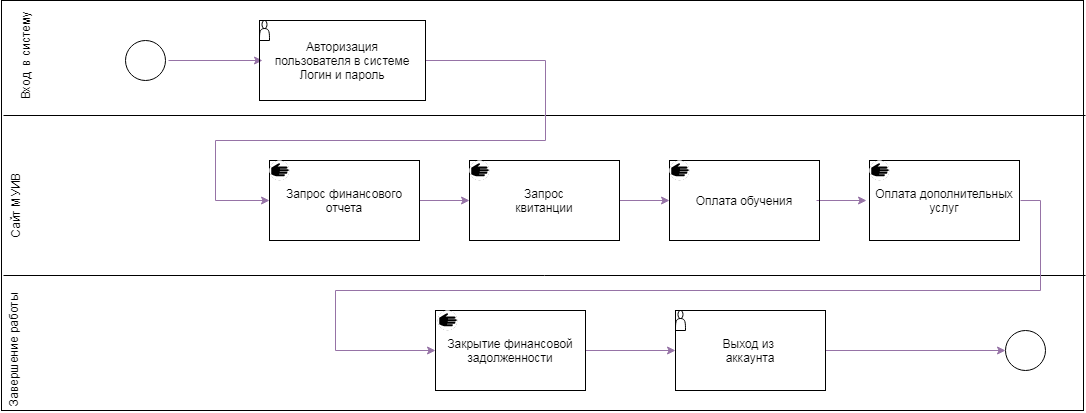 Вход в систему
Авторизация
пользователя в системе
Логин и пароль
Сайт МУИВ
Запрос финансового
отчета
Запрос
квитанции
Оплата обучения
Оплата дополнительных
услуг
Завершение работы
Закрытие финансовой
задолженности
Выход из
аккаунта